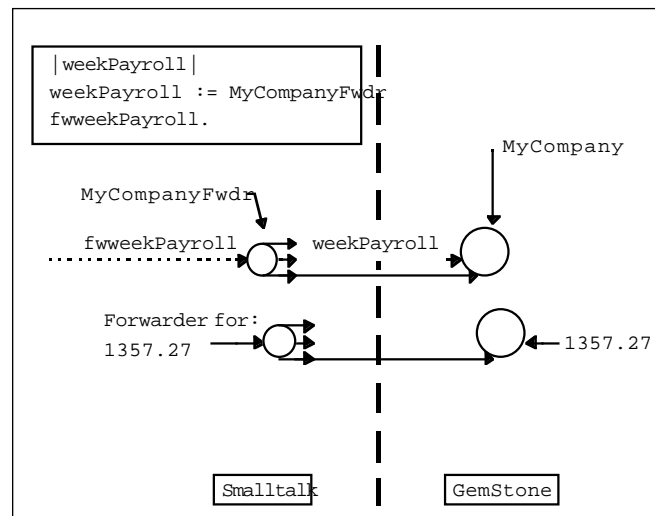 |weekPayroll|
weekPayroll := MyCompanyFwdr
fwweekPayroll.
MyCompany
MyCompanyFwdr
fwweekPayroll
weekPayroll
Forwarder for:
1357.27
1357.27
Smalltalk
GemStone